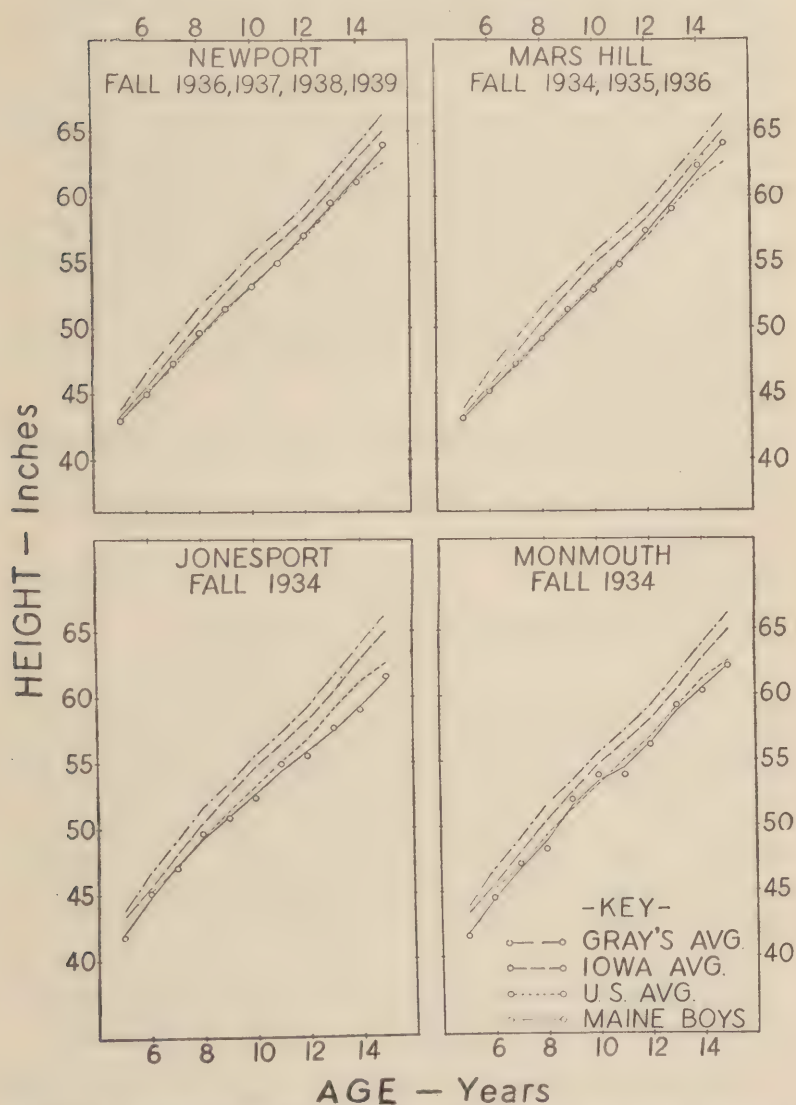 6 8 10 12 14 6 8 10 12 14
NEWPORT
FALL 1936, 1937, 1938, 1939
MARS HILL
FALL 1934, 1935, 1936
65
60
55
50
45
40
65
60
55
50
45
40
HEIGHT — Inches
JONESPORT
FALL 1934
MONMOUTH
FALL 1934
65
60
55
50
45
40
65
60
55
50
45
40
-KEY-
GRAY'S AVG.
IOWA AVG.
U.S. AVG.
MAINE BOYS
6 8 10 12 14 6 8 10 12 14
AGE — Years